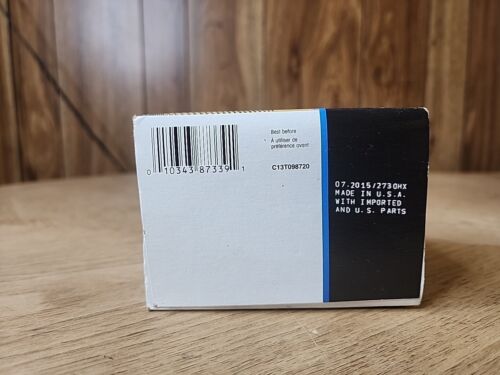 0 10343 87339 1
Best before
À utiliser de
préférence avant
C13T098720
07.2015/2730HX
MADE IN U.S.A.
WITH IMPORTED
AND U.S. PARTS